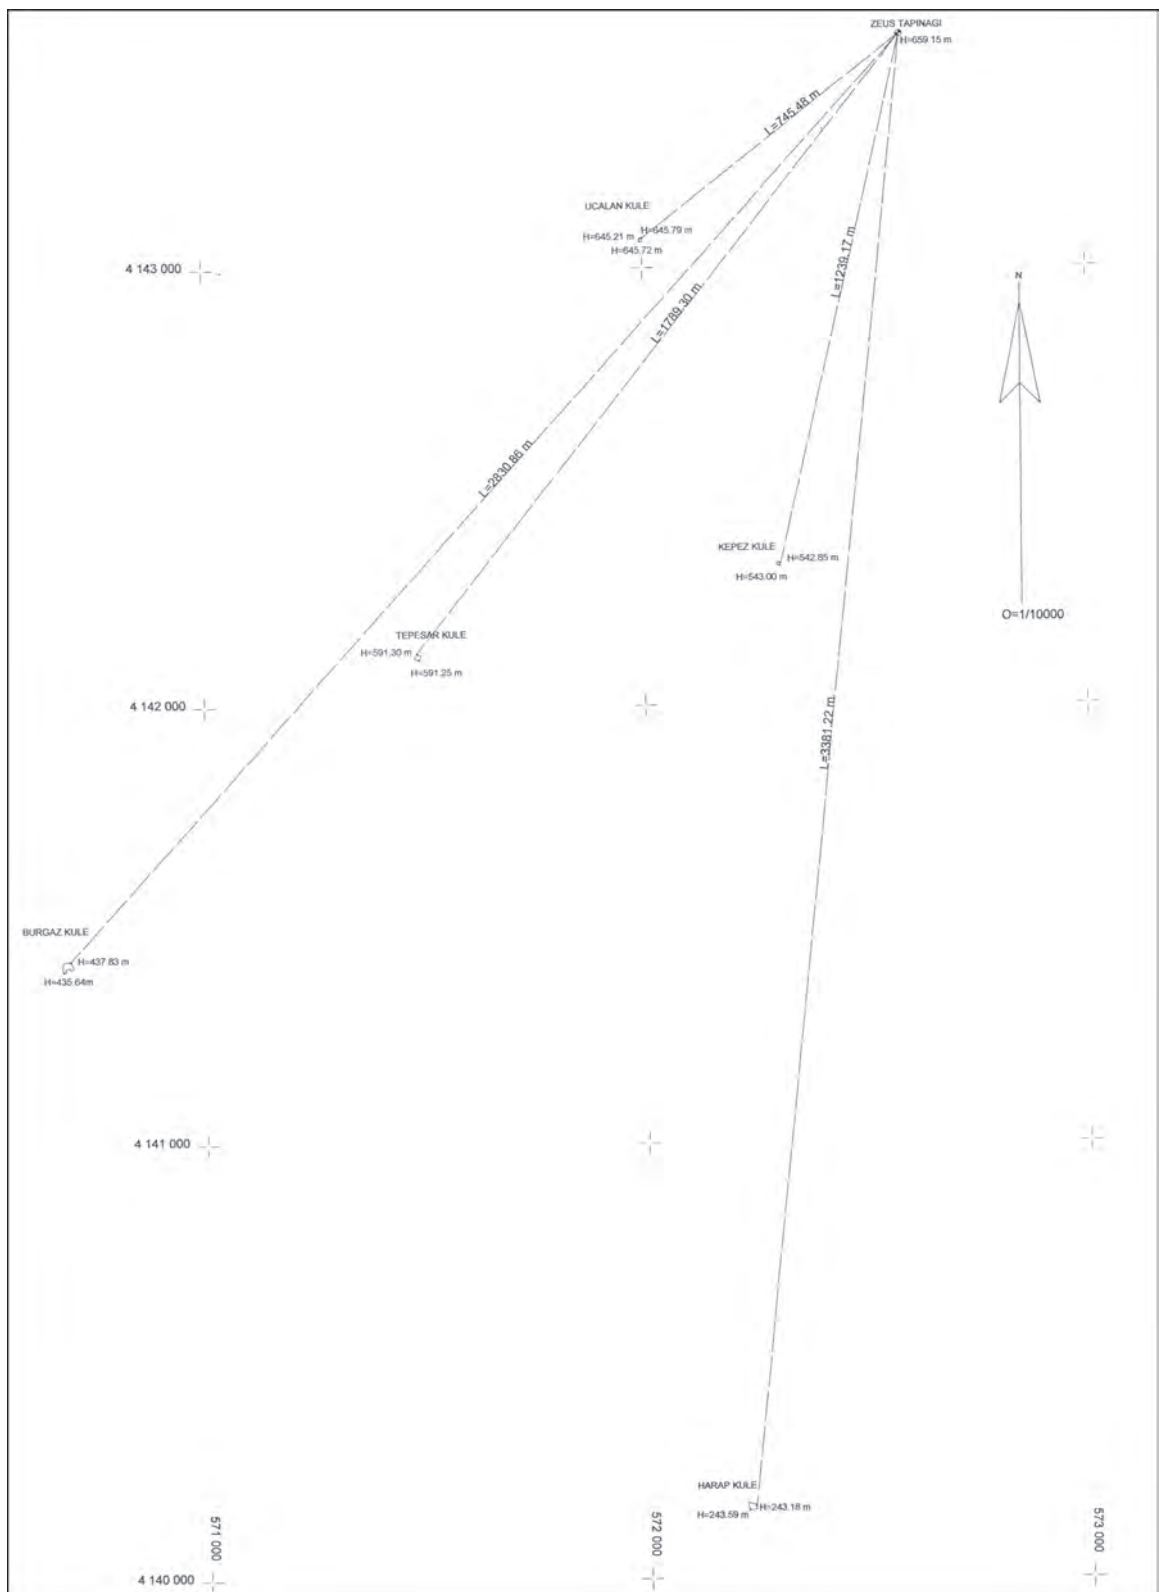 ZEUS TAPINAGI
H=659.15 m
L=745.48 m
UCALAN KULE
H=645.79 m
H=645.21 m
H=645.72 m
4 143 000
L=1239.17 m
L=1789.30 m
N
L=2830.86 m
KEPEZ KULE
H=542.85 m
H=543.00 m
O=1/10000
TEPESAR KULE
H=591.30 m
H=591.25 m
4 142 000
L=3381.22 m
BURGAZ KULE
H=437.83 m
H=435.64m
4 141 000
HARAP KULE
H=243.18 m
H=243.59 m
571 000
572 000
573 000
4 140 000